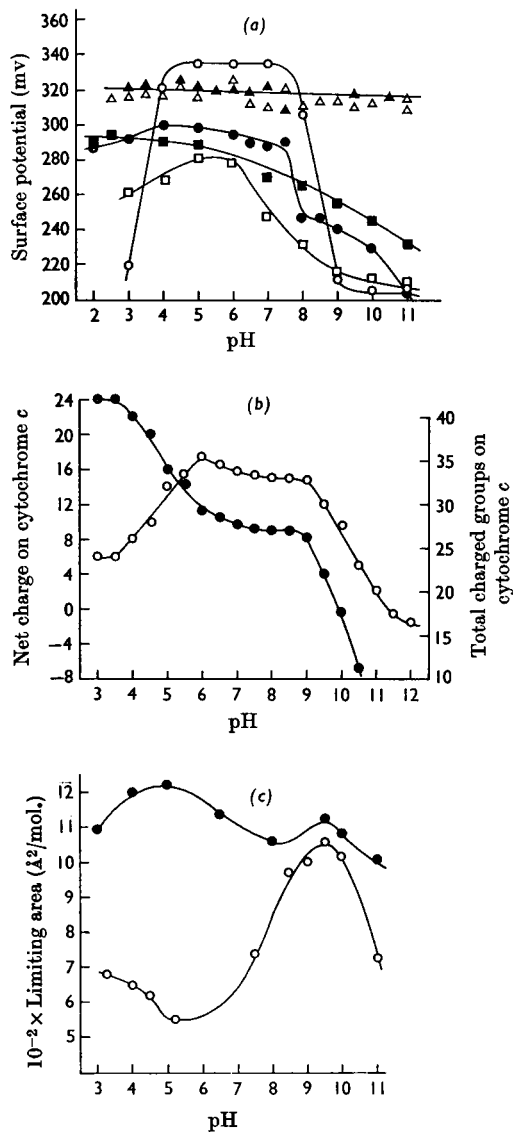 (a)
360
340
320
300
280
260
240
220
200
Surface potential (mv)
2 3 4 5 6 7 8 9 10 11
pH
(b)
24
20
16
12
8
4
0
−4
−8
Net charge on cytochrome c
40
35
30
25
20
15
10
Total charged groups on
cytochrome c
3 4 5 6 7 8 9 10 11 12
pH
(c)
12
11
10
9
8
7
6
5
10⁻² × Limiting area (Å²/mol.)
3 4 5 6 7 8 9 10 11
pH